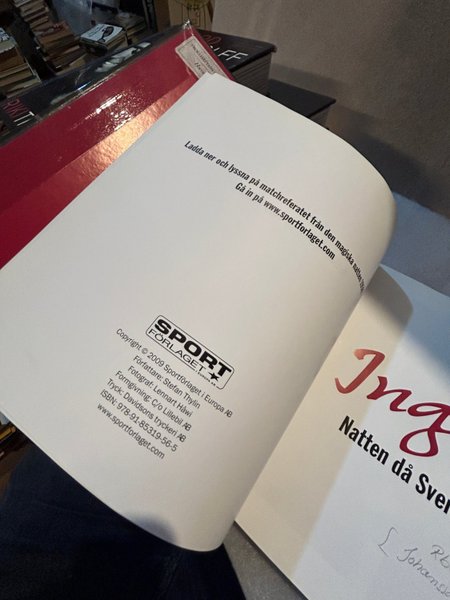 Ladda ner och lyssna på matchreferatet från den magiska natten
Gå in på www.sportforlaget.com
SPORT
FÖRLAGET
Copyright © 2009 Sportförlaget i Europa AB
Författare: Stefan Thylin
Fotograf: Lennart Håwi
Formgivning: C/o Liliebil AB
Tryck: Davidsons tryckeri AB
ISBN: 978-91-85319-56-5
www.sportforlaget.com
Ing
Natten då Sver